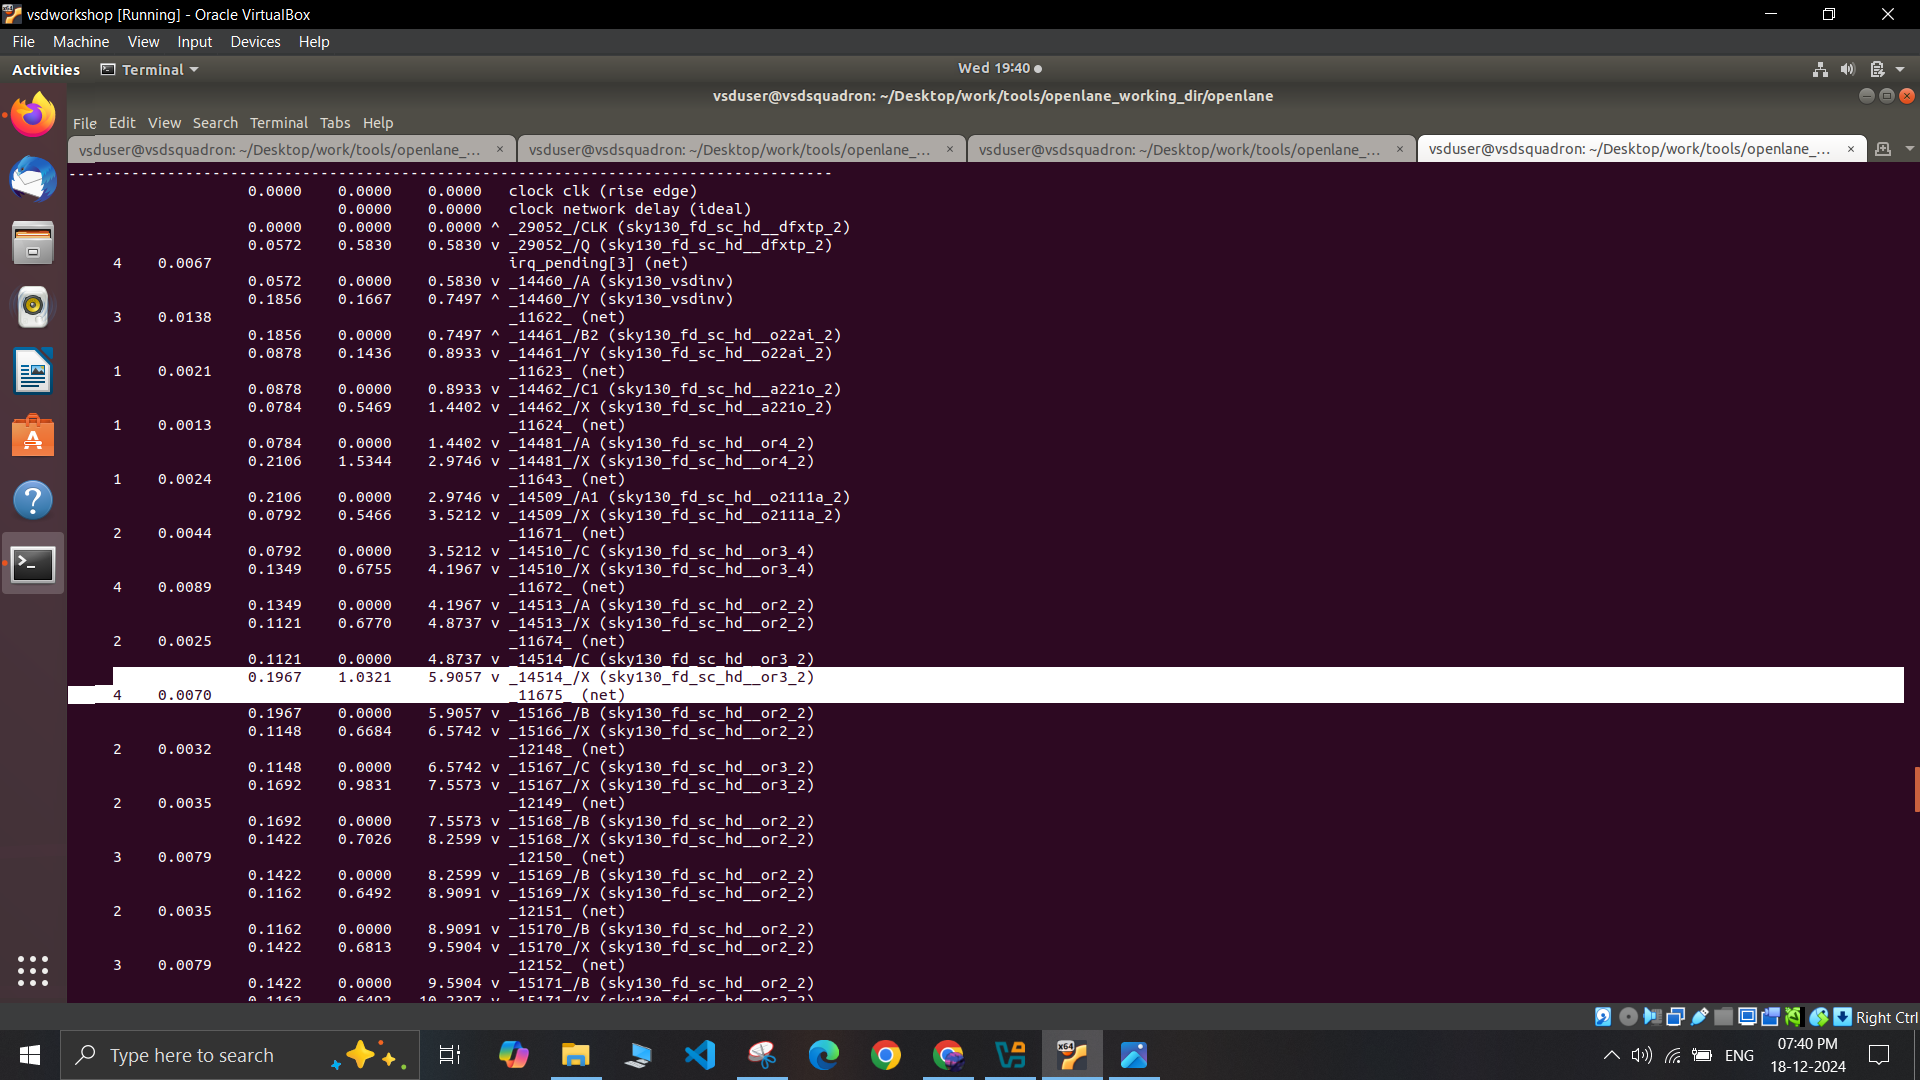 vsdworkshop [Running] - Oracle VirtualBox
File Machine View Input Devices Help
Activities Terminal Wed 19:40
vsduser@vsdsquadron: ~/Desktop/work/tools/openlane_working_dir/openlane
File Edit View Search Terminal Tabs Help
vsduser@vsdsquadron: ~/Desktop/work/tools/openlane_... × vsduser@vsdsquadron: ~/Desktop/work/tools/openlane_... × vsduser@vsdsquadron: ~/Desktop/work/tools/openlane_... × vsduser@vsdsquadron: ~/Desktop/work/tools/openlane_... ×
-------------------------------------------------------------------------------------
0.0000 0.0000 0.0000 clock clk (rise edge)
0.0000 0.0000 clock network delay (ideal)
0.0000 0.0000 0.0000 ^ _29052_/CLK (sky130_fd_sc_hd__dfxtp_2)
0.0572 0.5830 0.5830 v _29052_/Q (sky130_fd_sc_hd__dfxtp_2)
4 0.0067 irq_pending[3] (net)
0.0572 0.0000 0.5830 v _14460_/A (sky130_vsdinv)
0.1856 0.1667 0.7497 ^ _14460_/Y (sky130_vsdinv)
3 0.0138 _11622_ (net)
0.1856 0.0000 0.7497 ^ _14461_/B2 (sky130_fd_sc_hd__o22ai_2)
0.0878 0.1436 0.8933 v _14461_/Y (sky130_fd_sc_hd__o22ai_2)
1 0.0021 _11623_ (net)
0.0878 0.0000 0.8933 v _14462_/C1 (sky130_fd_sc_hd__a221o_2)
0.0784 0.5469 1.4402 v _14462_/X (sky130_fd_sc_hd__a221o_2)
1 0.0013 _11624_ (net)
0.0784 0.0000 1.4402 v _14481_/A (sky130_fd_sc_hd__or4_2)
0.2106 1.5344 2.9746 v _14481_/X (sky130_fd_sc_hd__or4_2)
1 0.0024 _11643_ (net)
0.2106 0.0000 2.9746 v _14509_/A1 (sky130_fd_sc_hd__o2111a_2)
0.0792 0.5466 3.5212 v _14509_/X (sky130_fd_sc_hd__o2111a_2)
2 0.0044 _11671_ (net)
0.0792 0.0000 3.5212 v _14510_/C (sky130_fd_sc_hd__or3_4)
0.1349 0.6755 4.1967 v _14510_/X (sky130_fd_sc_hd__or3_4)
4 0.0089 _11672_ (net)
0.1349 0.0000 4.1967 v _14513_/A (sky130_fd_sc_hd__or2_2)
0.1121 0.6770 4.8737 v _14513_/X (sky130_fd_sc_hd__or2_2)
2 0.0025 _11674_ (net)
0.1121 0.0000 4.8737 v _14514_/C (sky130_fd_sc_hd__or3_2)
0.1967 1.0321 5.9057 v _14514_/X (sky130_fd_sc_hd__or3_2)
4 0.0070 _11675_ (net)
0.1967 0.0000 5.9057 v _15166_/B (sky130_fd_sc_hd__or2_2)
0.1148 0.6684 6.5742 v _15166_/X (sky130_fd_sc_hd__or2_2)
2 0.0032 _12148_ (net)
0.1148 0.0000 6.5742 v _15167_/C (sky130_fd_sc_hd__or3_2)
0.1692 0.9831 7.5573 v _15167_/X (sky130_fd_sc_hd__or3_2)
2 0.0035 _12149_ (net)
0.1692 0.0000 7.5573 v _15168_/B (sky130_fd_sc_hd__or2_2)
0.1422 0.7026 8.2599 v _15168_/X (sky130_fd_sc_hd__or2_2)
3 0.0079 _12150_ (net)
0.1422 0.0000 8.2599 v _15169_/B (sky130_fd_sc_hd__or2_2)
0.1162 0.6492 8.9091 v _15169_/X (sky130_fd_sc_hd__or2_2)
2 0.0035 _12151_ (net)
0.1162 0.0000 8.9091 v _15170_/B (sky130_fd_sc_hd__or2_2)
0.1422 0.6813 9.5904 v _15170_/X (sky130_fd_sc_hd__or2_2)
3 0.0079 _12152_ (net)
0.1422 0.0000 9.5904 v _15171_/B (sky130_fd_sc_hd__or2_2)
0.1162 0.6492 10.2397 v _15171_/X (sky130_fd_sc_hd__or2_2)
Right Ctrl
Type here to search
ENG
07:40 PM
18-12-2024